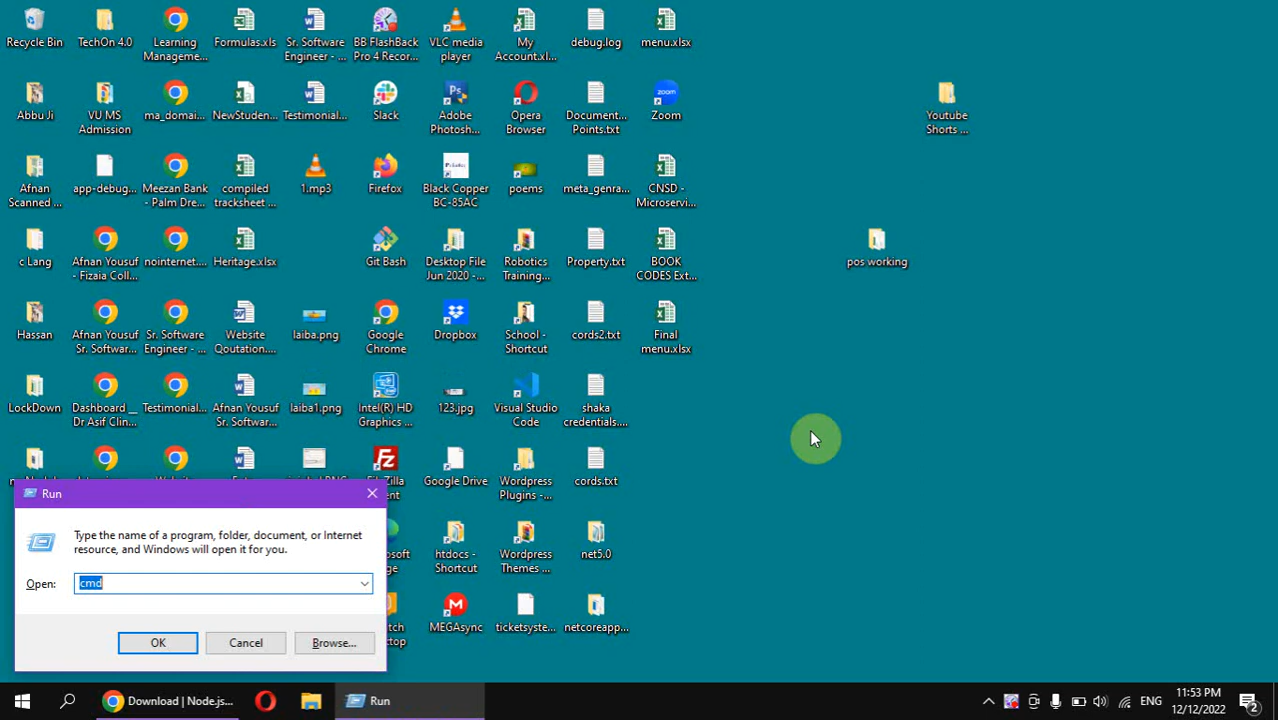 Recycle Bin
TechOn 4.0
Learning
Manageme...
Formulas.xls
Sr. Software
Engineer - ...
BB FlashBack
Pro 4 Recor...
VLC media
player
My
Account.xl...
debug.log
menu.xlsx
Abbu Ji
VU MS
Admission
ma_domai...
NewStuden...
Testimonial...
Slack
Adobe
Photosh...
Opera
Browser
Document...
Points.txt
zoom
Zoom
Youtube
Shorts ...
Afnan
Scanned ...
app-debug...
Meezan Bank
- Palm Dre...
compiled
tracksheet ...
1.mp3
Firefox
Black Copper
BC-85AC
poems
meta_genra...
CNSD -
Microservi...
c Lang
Afnan Yousuf
- Fizaia Coll...
nointernet....
Heritage.xlsx
Git Bash
Desktop File
Jun 2020 -...
Robotics
Training...
Property.txt
BOOK
CODES Ext...
pos working
Hassan
Afnan Yousuf
Sr. Softwar...
Sr. Software
Engineer - ...
Website
Qoutation....
laiba.png
Google
Chrome
Dropbox
School -
Shortcut
cords2.txt
Final
menu.xlsx
LockDown
Dashboard __
Dr Asif Clin...
Testimonial...
Afnan Yousuf
Sr. Softwar...
laiba1.png
Intel(R) HD
Graphics ...
123.jpg
Visual Studio
Code
shaka
credentials....
Google Drive
Wordpress
Plugins -...
cords.txt
htdocs -
Shortcut
Wordpress
Themes ...
net5.0
MEGAsync
ticketsyste...
netcoreapp...
Run
Type the name of a program, folder, document, or Internet
resource, and Windows will open it for you.
Open:
cmd
OK
Cancel
Browse...
Download | Node.js...
Run
ENG
11:53 PM
12/12/2022
2